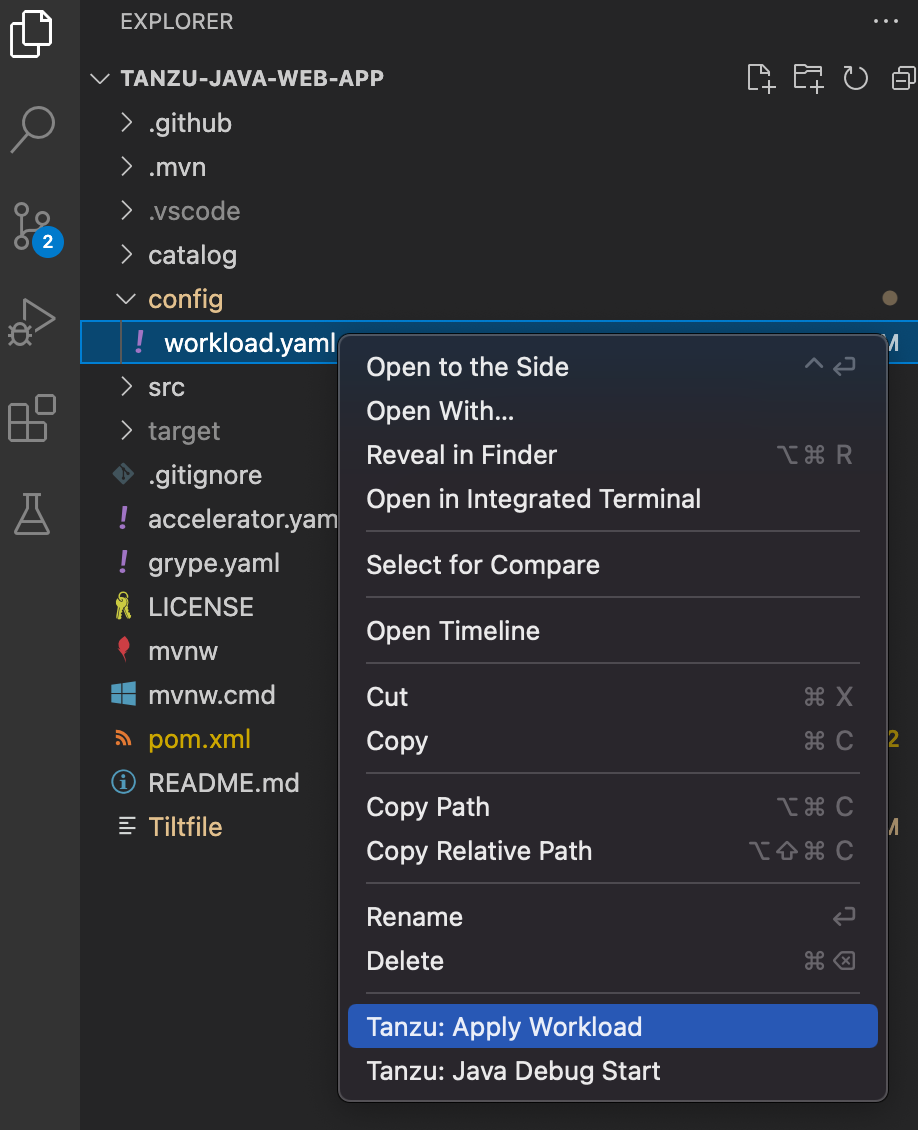 EXPLORER
TANZU-JAVA-WEB-APP
.github
.mvn
.vscode
2
catalog
config
! workload.yaml
M
Open to the Side ^ ↩
src
Open With...
target
Reveal in Finder ⌥⌘ R
.gitignore
Open in Integrated Terminal
! accelerator.yam
! grype.yaml
Select for Compare
LICENSE
Open Timeline
mvnw
mvnw.cmd
Cut ⌘ X
pom.xml
Copy ⌘ C
2
README.md
Copy Path ⌥⌘ C
Tiltfile
M
Copy Relative Path ⌥⇧⌘ C
Rename ↩
Delete ⌘ ⌫
Tanzu: Apply Workload
Tanzu: Java Debug Start